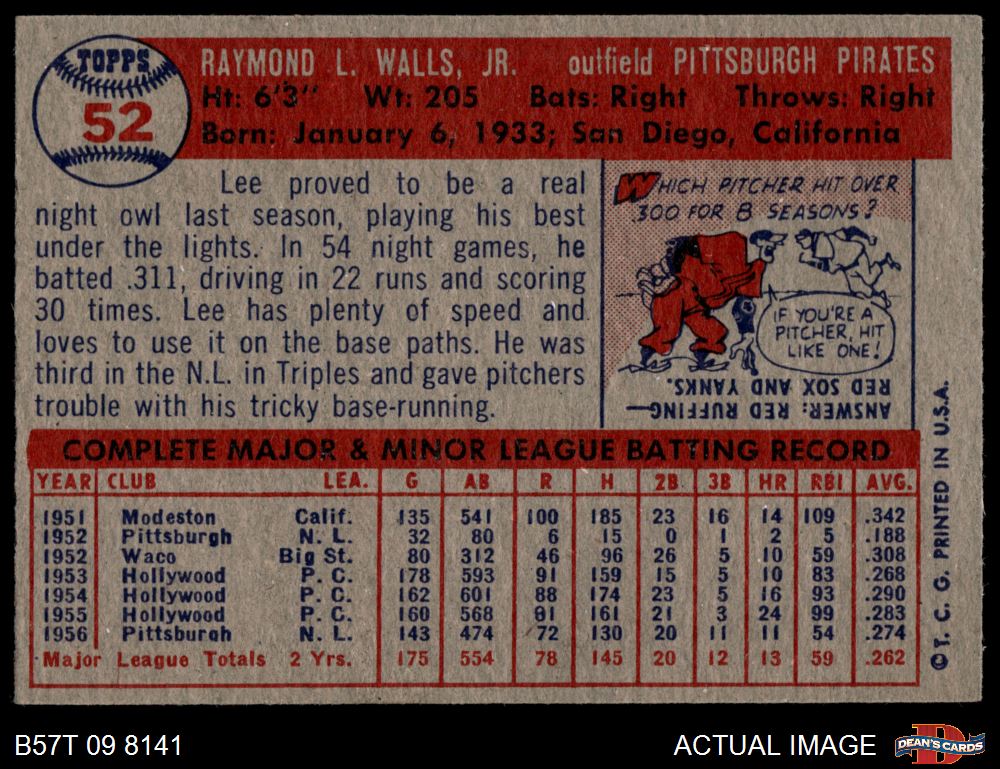 TOPPS
52
RAYMOND L. WALLS, JR. outfield PITTSBURGH PIRATES
Ht: 6'3" Wt: 205 Bats: Right Throws: Right
Born: January 6, 1933; San Diego, California
Lee proved to be a real
night owl last season, playing his best
under the lights. In 54 night games, he
batted .311, driving in 22 runs and scoring
30 times. Lee has plenty of speed and
loves to use it on the base paths. He was
third in the N.L. in Triples and gave pitchers
trouble with his tricky base-running.
WHICH PITCHER HIT OVER
300 FOR 8 SEASONS?
IF YOU'RE A
PITCHER, HIT
LIKE ONE!
ANSWER: RED RUFFING—
RED SOX AND YANKS.
COMPLETE MAJOR & MINOR LEAGUE BATTING RECORD
YEAR CLUB LEA. G AB R H 2B 3B HR RBI AVG.
1951 Modeston Calif. 135 541 100 185 23 16 14 109 .342
1952 Pittsburgh N. L. 32 80 6 15 0 1 2 5 .188
1952 Waco Big St. 80 312 46 96 26 5 10 59 .308
1953 Hollywood P. C. 178 593 91 159 15 5 10 83 .268
1954 Hollywood P. C. 162 601 88 174 23 5 16 93 .290
1955 Hollywood P. C. 160 568 81 161 21 3 24 99 .283
1956 Pittsburgh N. L. 143 474 72 130 20 11 11 54 .274
Major League Totals 2 Yrs. 175 554 78 145 20 12 13 59 .262
©T. C. G. PRINTED IN U.S.A.
B57T 09 8141
ACTUAL IMAGE
DEAN'S CARDS